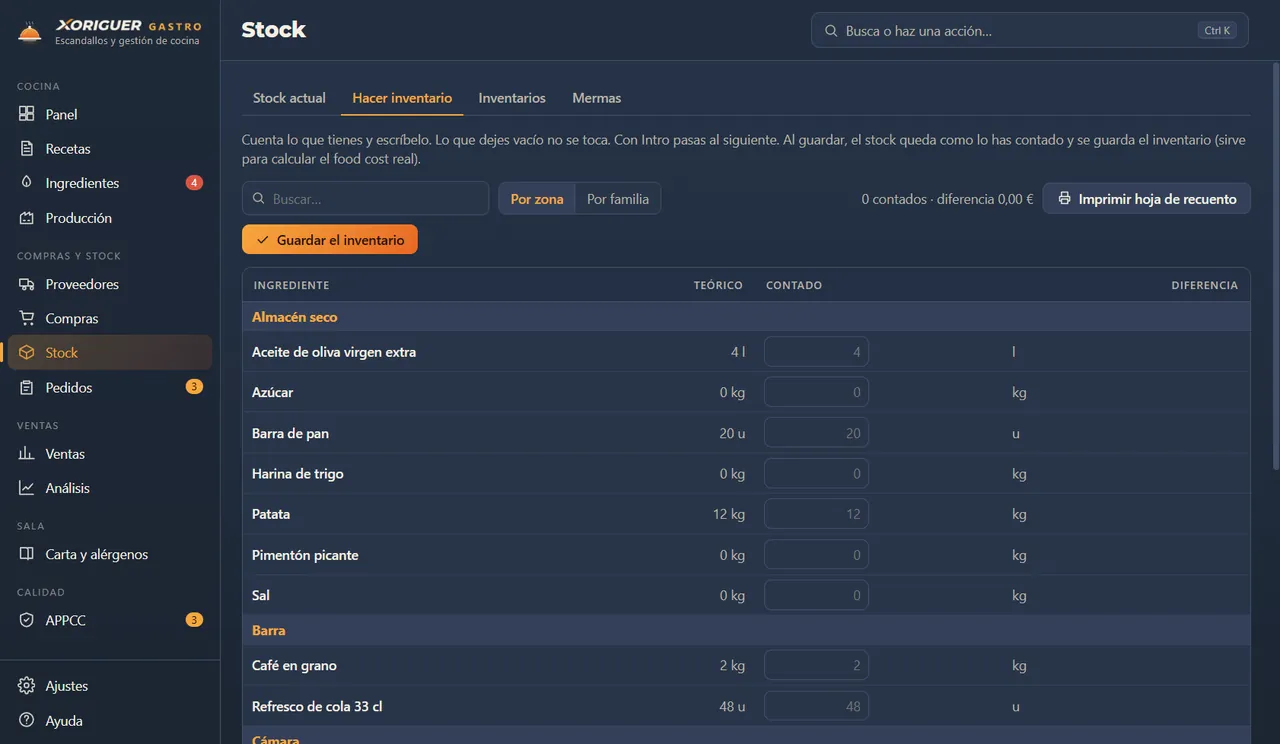 XORIGUER GASTRO
Escandallos y gestión de cocina
COCINA
Panel
Recetas
Ingredientes 4
Producción
COMPRAS Y STOCK
Proveedores
Compras
Stock
Pedidos 3
VENTAS
Ventas
Análisis
SALA
Carta y alérgenos
CALIDAD
APPCC 3
Ajustes
Ayuda
Stock
Busca o haz una acción... Ctrl K
Stock actual Hacer inventario Inventarios Mermas
Cuenta lo que tienes y escríbelo. Lo que dejes vacío no se toca. Con Intro pasas al siguiente. Al guardar, el stock queda como lo has contado y se guarda el inventario (sirve
para calcular el food cost real).
Buscar... Por zona Por familia 0 contados · diferencia 0,00 € Imprimir hoja de recuento
Guardar el inventario
INGREDIENTE TEÓRICO CONTADO DIFERENCIA
Almacén seco
Aceite de oliva virgen extra 4 l 4 l
Azúcar 0 kg 0 kg
Barra de pan 20 u 20 u
Harina de trigo 0 kg 0 kg
Patata 12 kg 12 kg
Pimentón picante 0 kg 0 kg
Sal 0 kg 0 kg
Barra
Café en grano 2 kg 2 kg
Refresco de cola 33 cl 48 u 48 u
Cámara